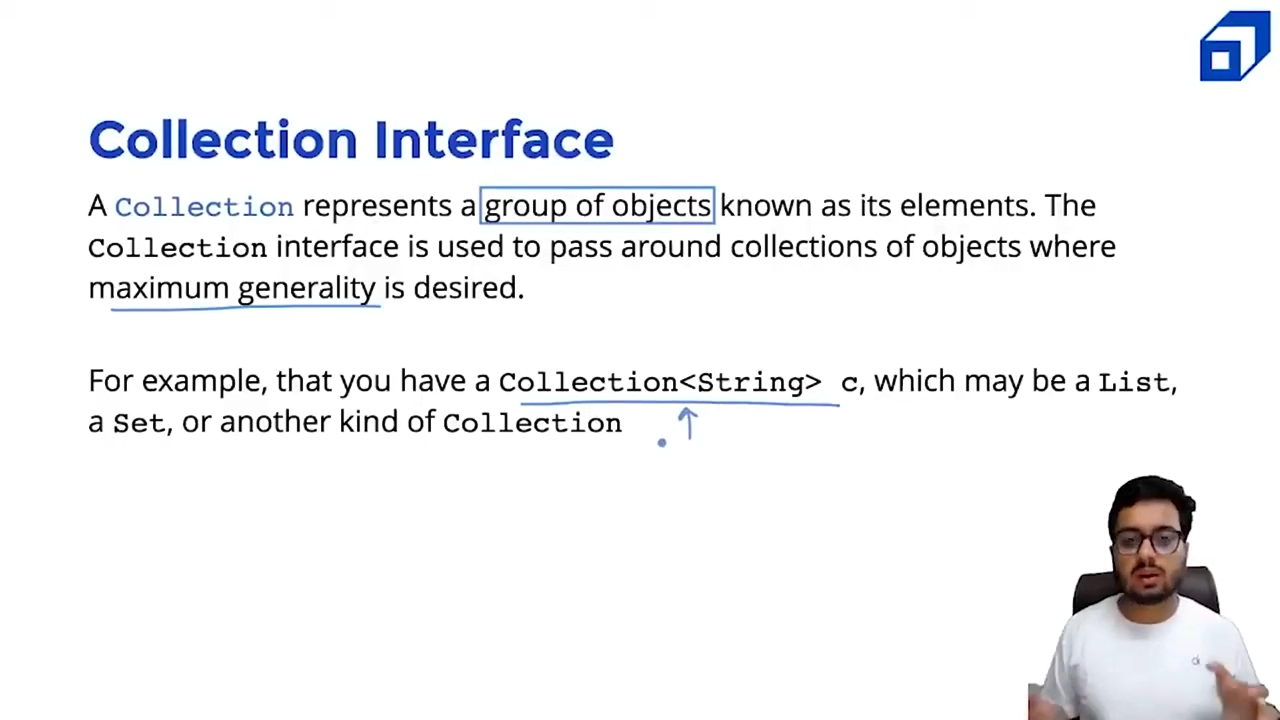 Collection Interface
A Collection represents a group of objects known as its elements. The
Collection interface is used to pass around collections of objects where
maximum generality is desired.
For example, that you have a Collection<String> c, which may be a List,
a Set, or another kind of Collection